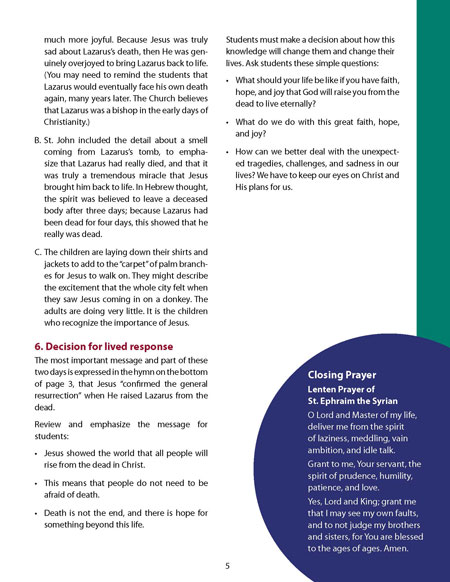 much more joyful. Because Jesus was truly
sad about Lazarus's death, then He was gen-
uinely overjoyed to bring Lazarus back to life.
(You may need to remind the students that
Lazarus would eventually face his own death
again, many years later. The Church believes
that Lazarus was a bishop in the early days of
Christianity.)
B. St. John included the detail about a smell
coming from Lazarus's tomb, to empha-
size that Lazarus had really died, and that it
was truly a tremendous miracle that Jesus
brought him back to life. In Hebrew thought,
the spirit was believed to leave a deceased
body after three days; because Lazarus had
been dead for four days, this showed that he
really was dead.
C. The children are laying down their shirts and
jackets to add to the “carpet” of palm branch-
es for Jesus to walk on. They might describe
the excitement that the whole city felt when
they saw Jesus coming in on a donkey. The
adults are doing very little. It is the children
who recognize the importance of Jesus.
6. Decision for lived response
The most important message and part of these
two days is expressed in the hymn on the bottom
of page 3, that Jesus “confirmed the general
resurrection” when He raised Lazarus from the
dead.
Review and emphasize the message for
students:
• Jesus showed the world that all people will
rise from the dead in Christ.
• This means that people do not need to be
afraid of death.
• Death is not the end, and there is hope for
something beyond this life.
Students must make a decision about how this
knowledge will change them and change their
lives. Ask students these simple questions:
• What should your life be like if you have faith,
hope, and joy that God will raise you from the
dead to live eternally?
• What do we do with this great faith, hope,
and joy?
• How can we better deal with the unexpect-
ed tragedies, challenges, and sadness in our
lives? We have to keep our eyes on Christ and
His plans for us.
Closing Prayer
Lenten Prayer of
St. Ephraim the Syrian
O Lord and Master of my life,
deliver me from the spirit
of laziness, meddling, vain
ambition, and idle talk.
Grant to me, Your servant, the
spirit of prudence, humility,
patience, and love.
Yes, Lord and King; grant me
that I may see my own faults,
and to not judge my brothers
and sisters, for You are blessed
to the ages of ages. Amen.
5